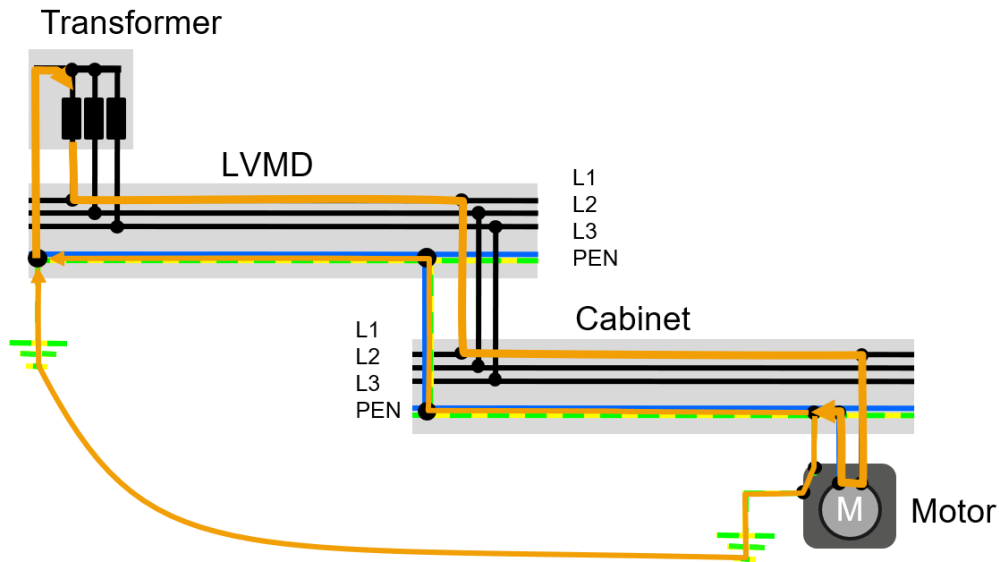 Transformer
LVMD
L1
L2
L3
PEN
Cabinet
L1
L2
L3
PEN
M
Motor